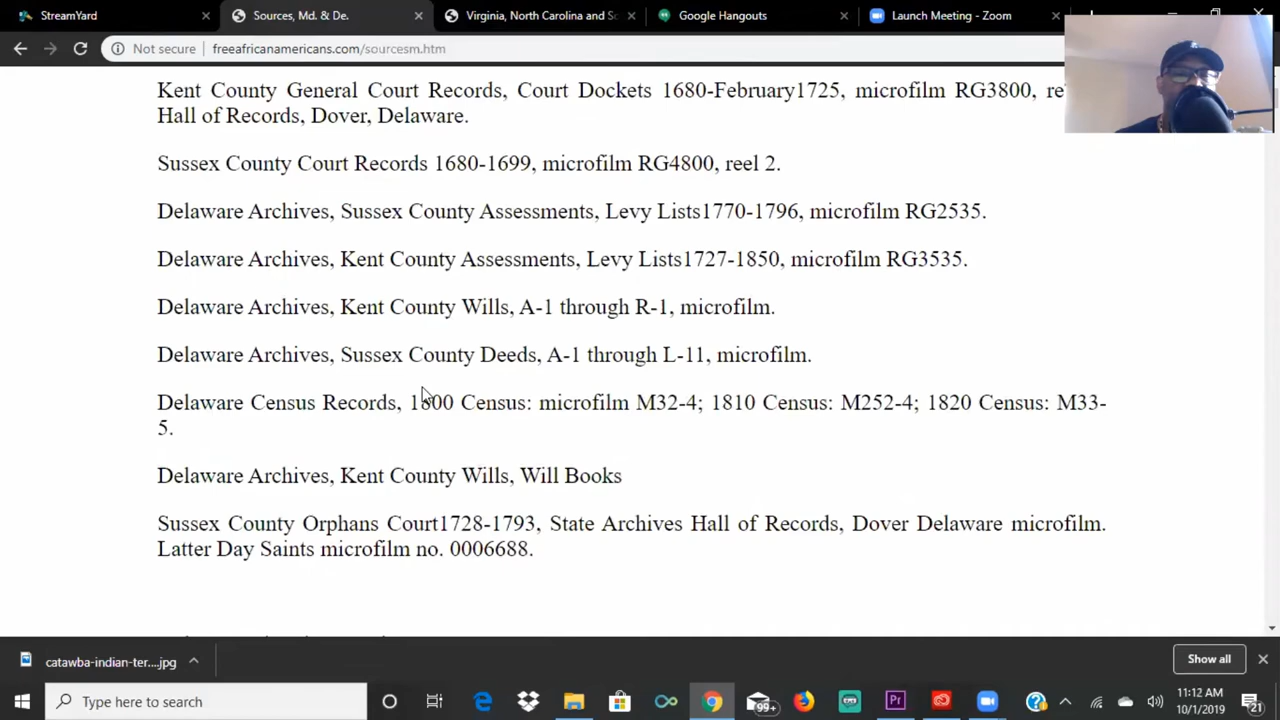 StreamYard
Sources, Md. & De.
Virginia, North Carolina and So
Google Hangouts
Launch Meeting - Zoom
Not secure
freeafricanamericans.com/sourcesm.htm
Kent County General Court Records, Court Dockets 1680-February1725, microfilm RG3800, re
Hall of Records, Dover, Delaware.
Sussex County Court Records 1680-1699, microfilm RG4800, reel 2.
Delaware Archives, Sussex County Assessments, Levy Lists1770-1796, microfilm RG2535.
Delaware Archives, Kent County Assessments, Levy Lists1727-1850, microfilm RG3535.
Delaware Archives, Kent County Wills, A-1 through R-1, microfilm.
Delaware Archives, Sussex County Deeds, A-1 through L-11, microfilm.
Delaware Census Records, 1800 Census: microfilm M32-4; 1810 Census: M252-4; 1820 Census: M33-
5.
Delaware Archives, Kent County Wills, Will Books
Sussex County Orphans Court1728-1793, State Archives Hall of Records, Dover Delaware microfilm.
Latter Day Saints microfilm no. 0006688.
catawba-indian-ter....jpg
Show all
Type here to search
99+
11:12 AM
10/1/2019
21